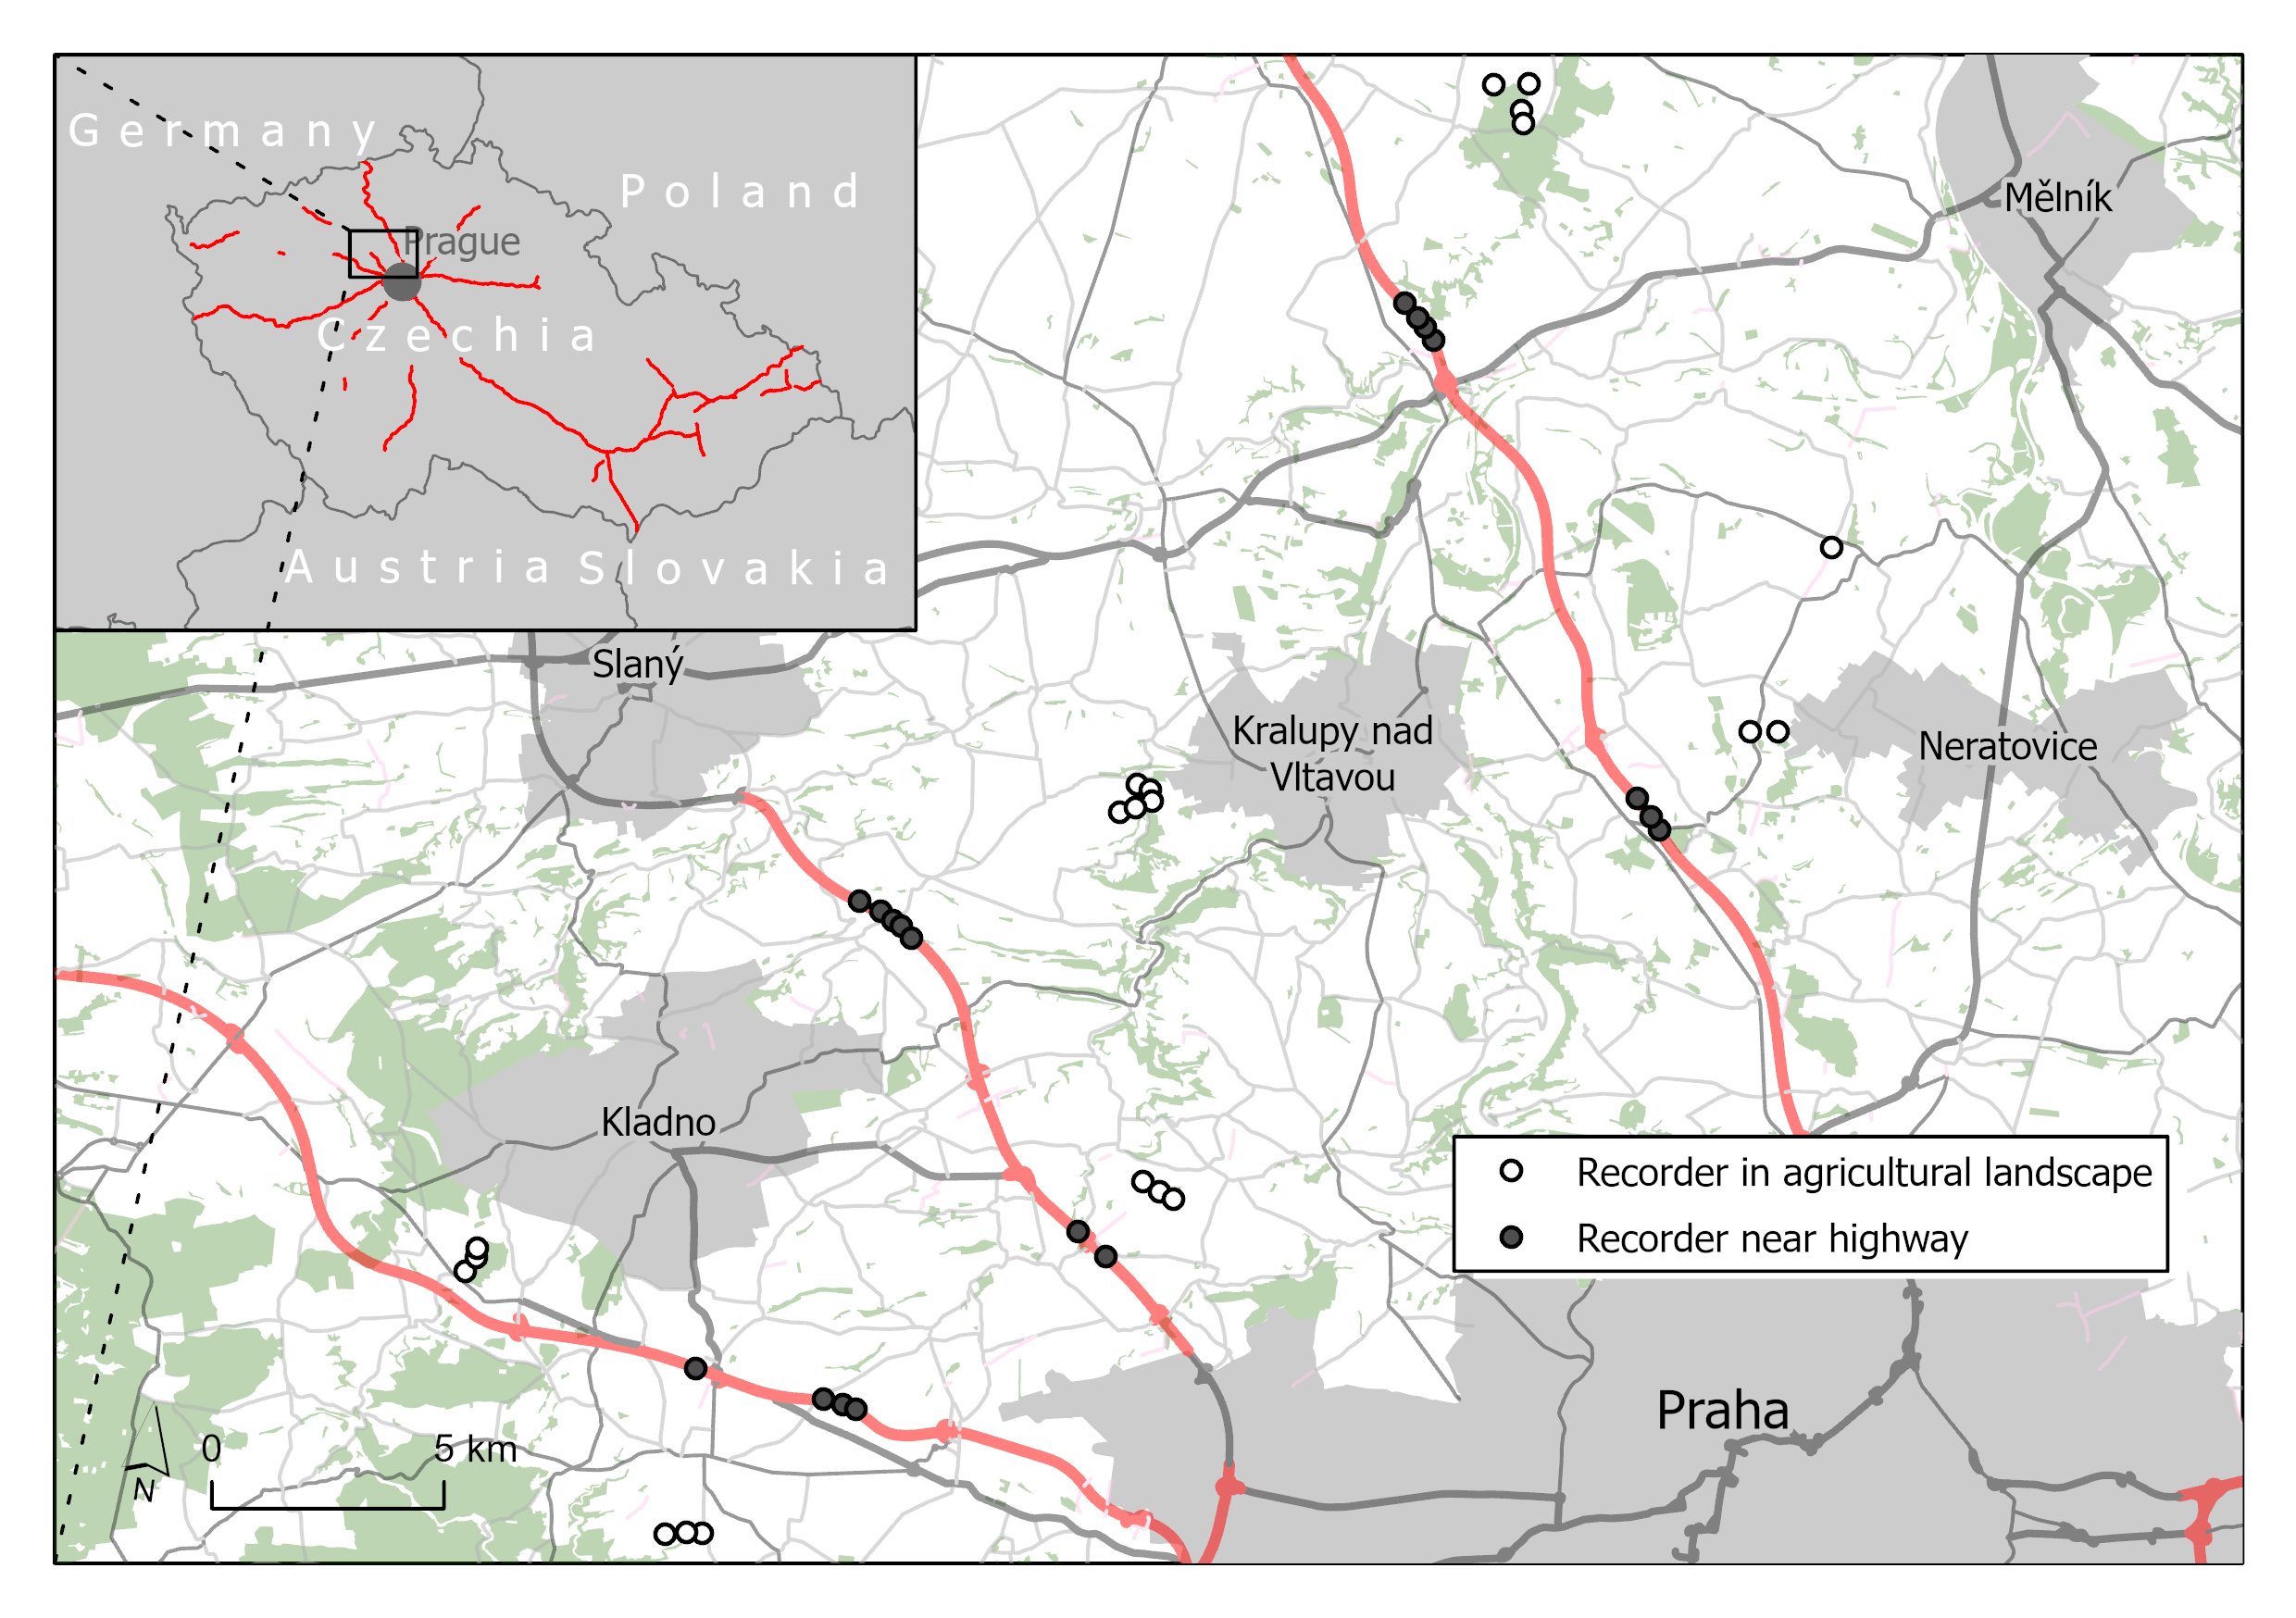 Germany
Poland
Prague
Czechia
Austria
Slovakia
Mělník
Slaný
Kralupy nad
Vltavou
Neratovice
Kladno
Recorder in agricultural landscape
Recorder near highway
Praha
0
5 km
N